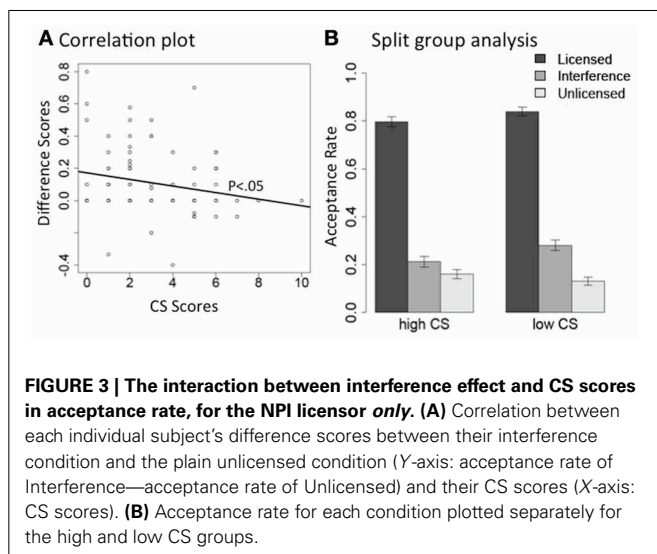 A Correlation plot
Difference Scores
0.8
0.6
0.4
0.2
0.0
-0.4
P<.05
0 2 4 6 8 10
CS Scores
B Split group analysis
Licensed
Interference
Unlicensed
Acceptance Rate
1.0
0.8
0.6
0.4
0.2
0.0
high CS low CS
FIGURE 3 | The interaction between interference effect and CS scores
in acceptance rate, for the NPI licensor only. (A) Correlation between
each individual subject's difference scores between their interference
condition and the plain unlicensed condition (Y-axis: acceptance rate of
Interference—acceptance rate of Unlicensed) and their CS scores (X-axis:
CS scores). (B) Acceptance rate for each condition plotted separately for
the high and low CS groups.